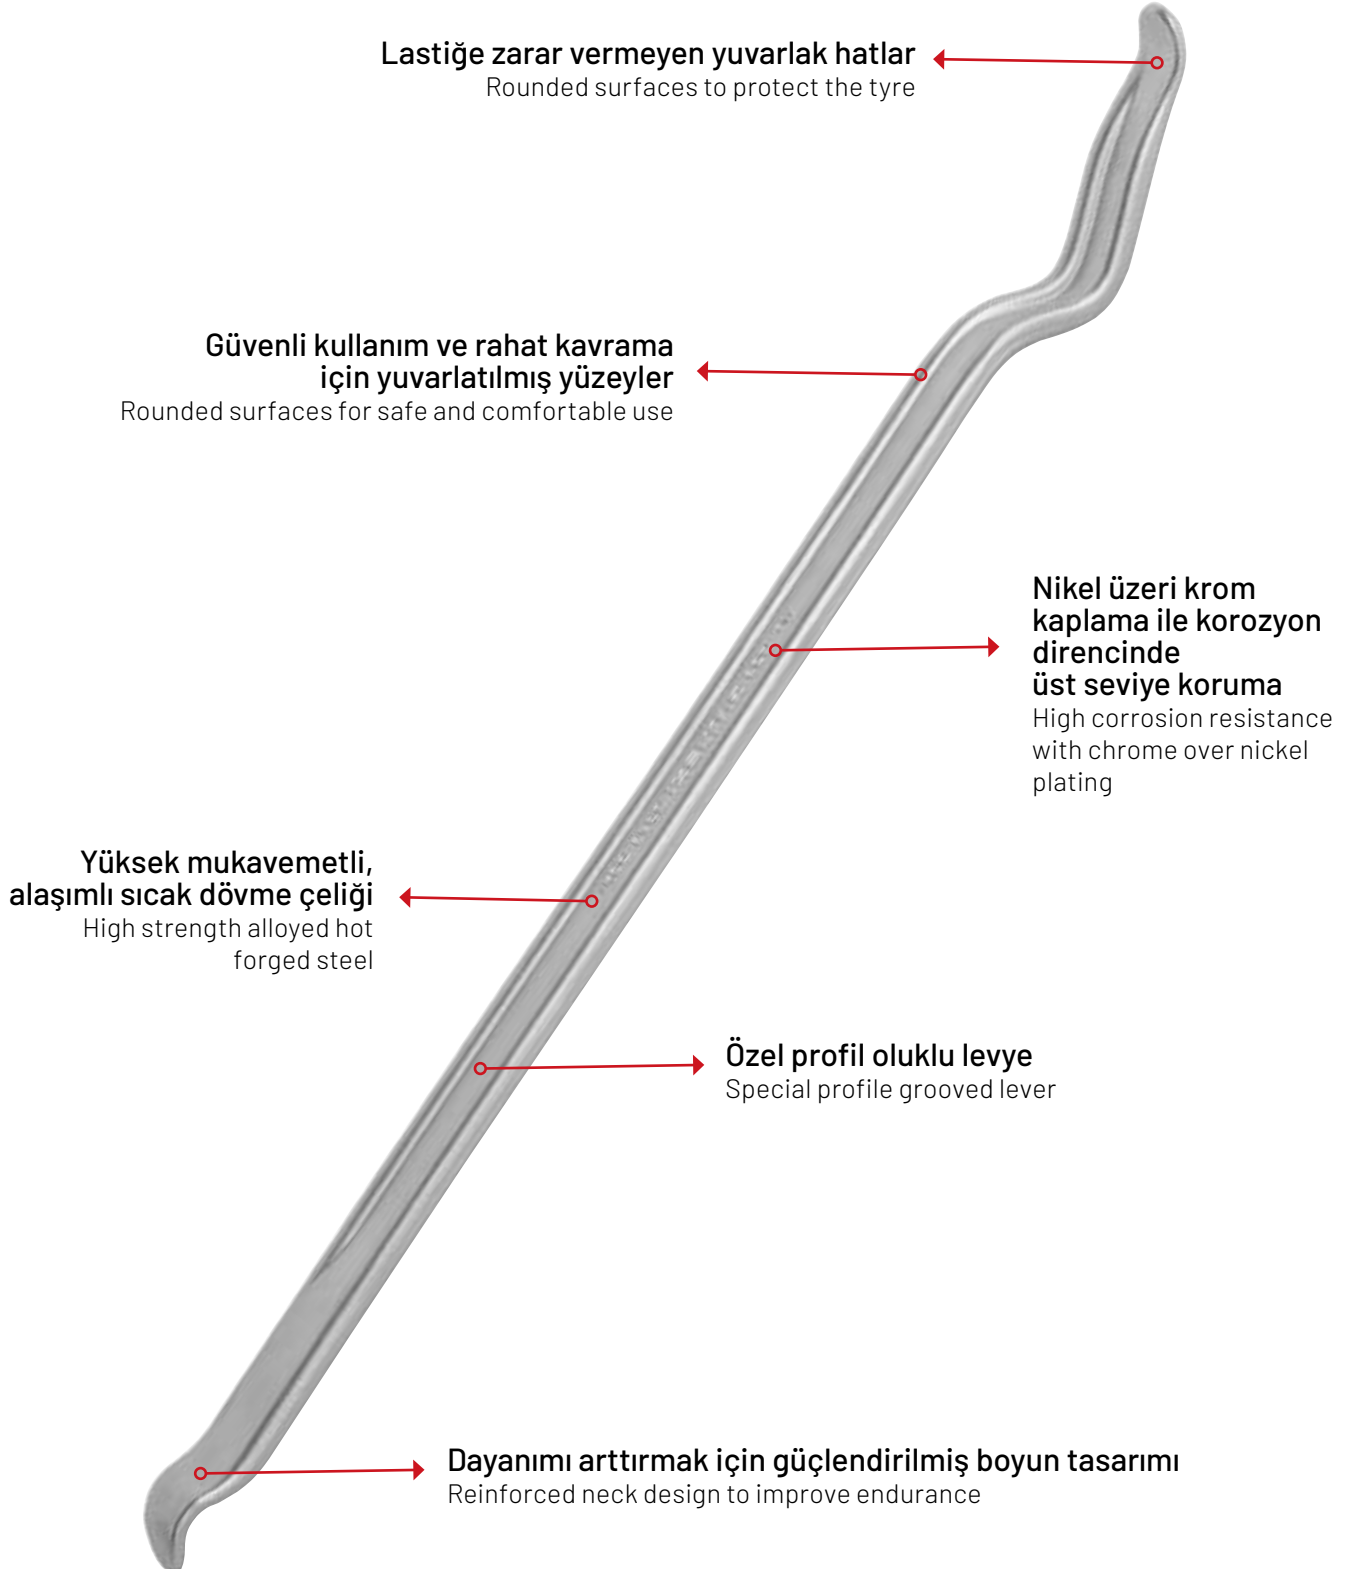 Lastiğe zarar vermeyen yuvarlak hatlar
Rounded surfaces to protect the tyre
Güvenli kullanım ve rahat kavrama
için yuvarlatılmış yüzeyler
Rounded surfaces for safe and comfortable use
Nikel üzeri krom
kaplama ile korozyon
direncinde
üst seviye koruma
High corrosion resistance
with chrome over nickel
plating
Yüksek mukavemetli,
alaşımlı sıcak dövme çeliği
High strength alloyed hot
forged steel
Özel profil oluklu levye
Special profile grooved lever
Dayanımı arttırmak için güçlendirilmiş boyun tasarımı
Reinforced neck design to improve endurance